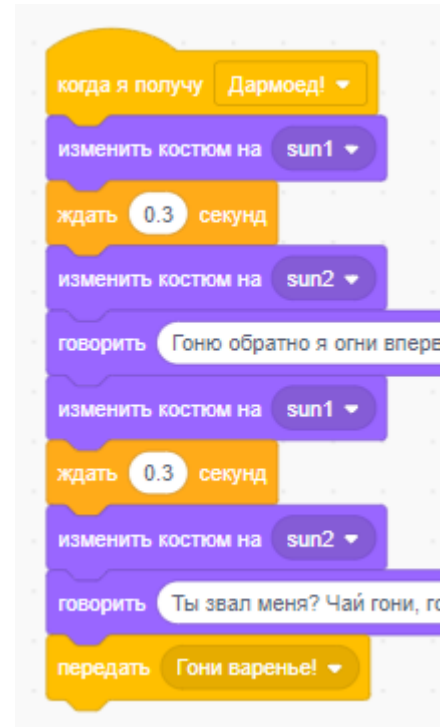 когда я получу Дармоед!
изменить костюм на sun1
ждать 0.3 секунд
изменить костюм на sun2
говорить Гоню обратно я огни
изменить костюм на sun1
ждать 0.3 секунд
изменить костюм на sun2
говорить Ты звал меня? Чай гони,
передать Гони варенье!